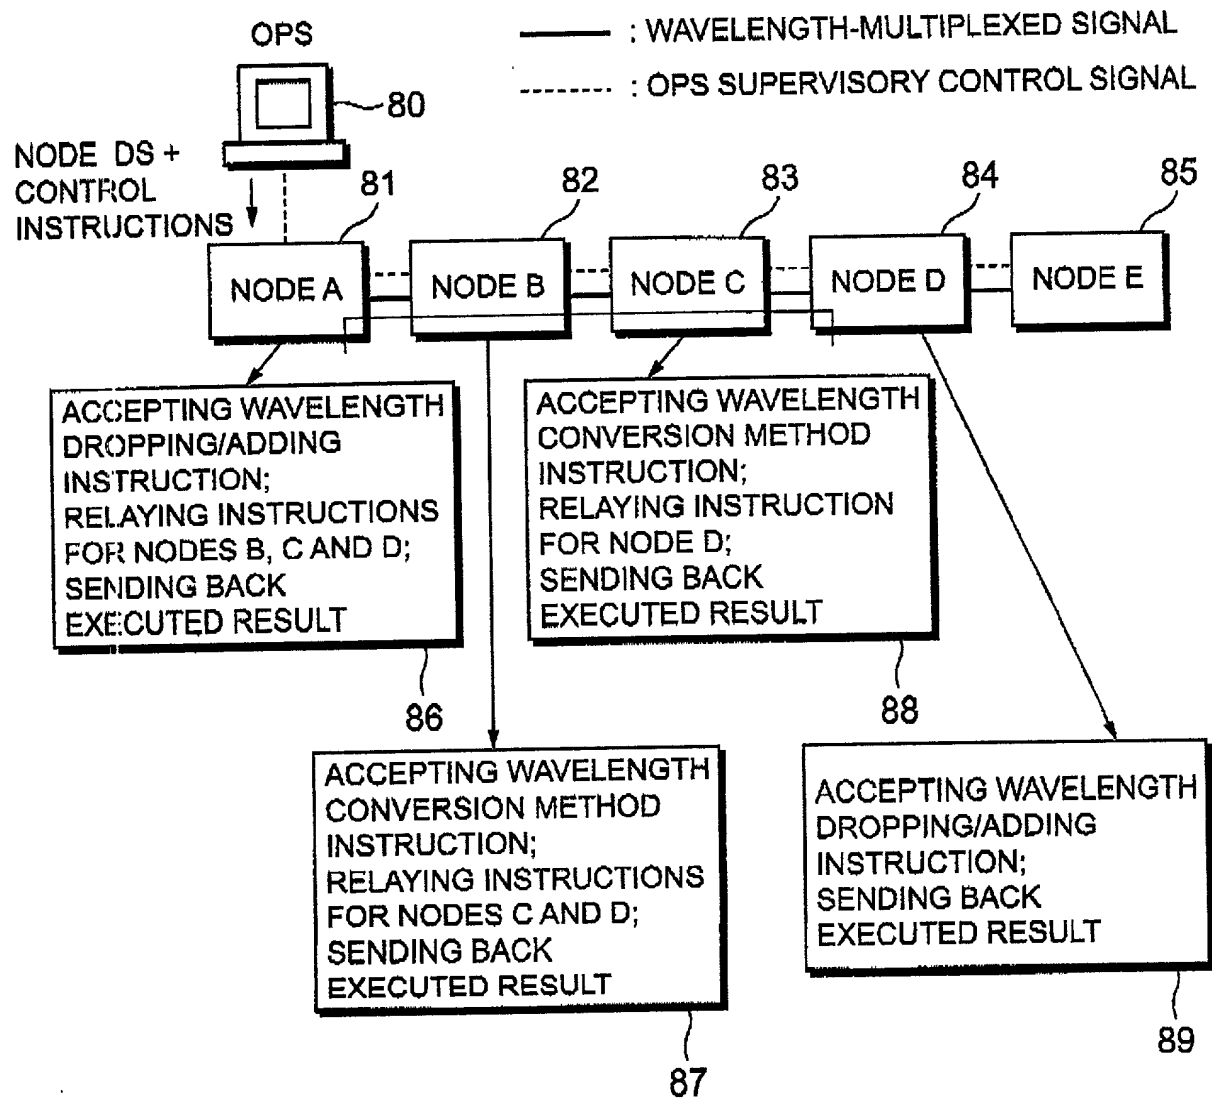 OPS
: WAVELENGTH-MULTIPLEXED SIGNAL
: OPS SUPERVISORY CONTROL SIGNAL
80
NODE DS +
CONTROL
INSTRUCTIONS
81
82
83
84
85
NODE A
NODE B
NODE C
NODE D
NODE E
ACCEPTING WAVELENGTH
DROPPING/ADDING
INSTRUCTION;
RELAYING INSTRUCTIONS
FOR NODES B, C AND D;
SENDING BACK
EXECUTED RESULT
86
ACCEPTING WAVELENGTH
CONVERSION METHOD
INSTRUCTION;
RELAYING INSTRUCTION
FOR NODE D;
SENDING BACK
EXECUTED RESULT
88
ACCEPTING WAVELENGTH
CONVERSION METHOD
INSTRUCTION;
RELAYING INSTRUCTIONS
FOR NODES C AND D;
SENDING BACK
EXECUTED RESULT
87
ACCEPTING WAVELENGTH
DROPPING/ADDING
INSTRUCTION;
SENDING BACK
EXECUTED RESULT
89